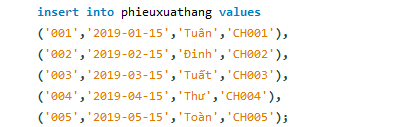 insert into phieuxuathang values
('001','2019-01-15','Tuân','CH001'),
('002','2019-02-15','Đinh','CH002'),
('003','2019-03-15','Tuất','CH003'),
('004','2019-04-15','Thư','CH004'),
('005','2019-05-15','Toàn','CH005');